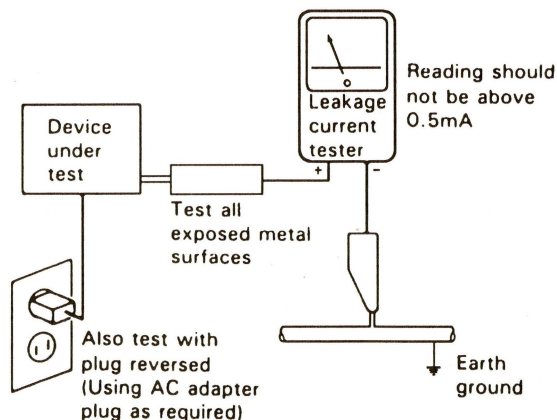 Device
under
test
Leakage
current
tester
+
-
Reading should
not be above
0.5mA
Test all
exposed metal
surfaces
Also test with
plug reversed
(Using AC adapter
plug as required)
Earth
ground